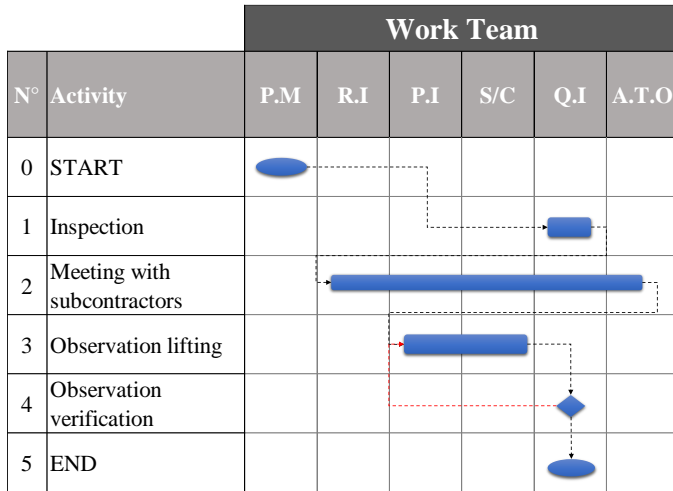 Work Team
N° Activity P.M R.I P.I S/C Q.I A.T.O
0 START
1 Inspection
2 Meeting with
subcontractors
3 Observation lifting
4 Observation
verification
5 END